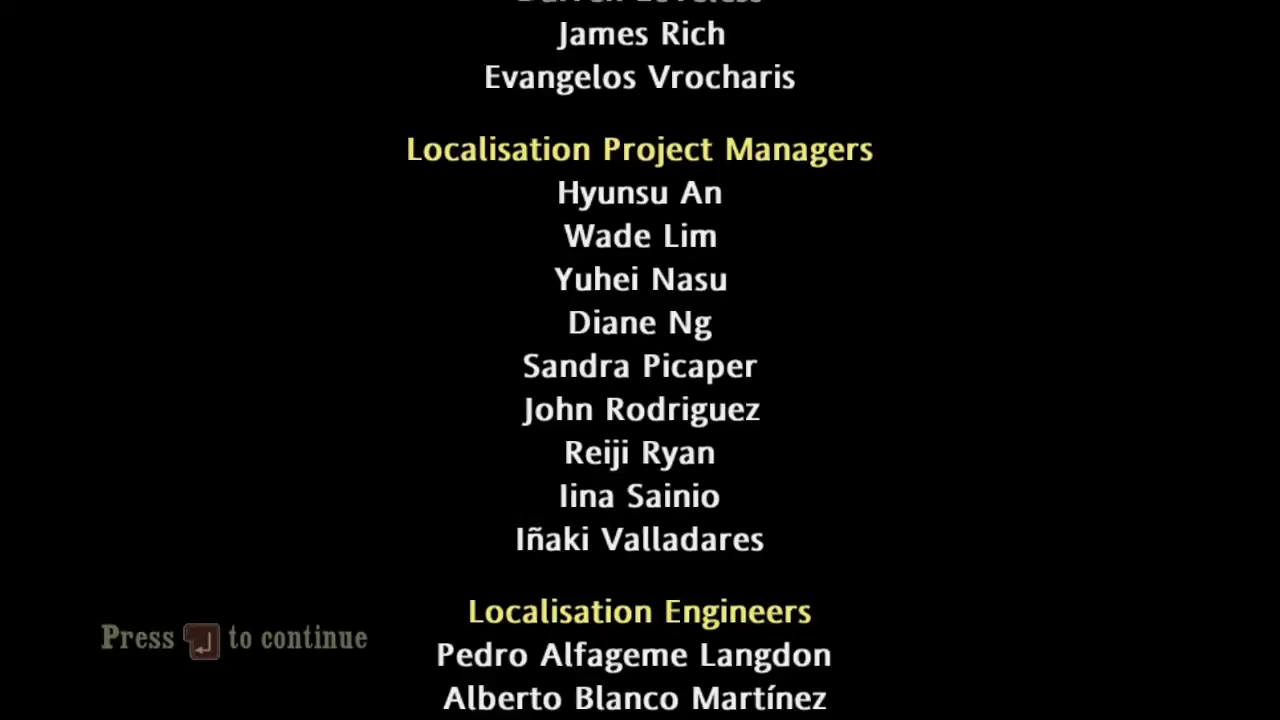 James Rich
Evangelos Vrocharis
Localisation Project Managers
Hyunsu An
Wade Lim
Yuhei Nasu
Diane Ng
Sandra Picaper
John Rodriguez
Reiji Ryan
Iina Sainio
Iñaki Valladares
Localisation Engineers
Press to continue
Pedro Alfageme Langdon
Alberto Blanco Martínez